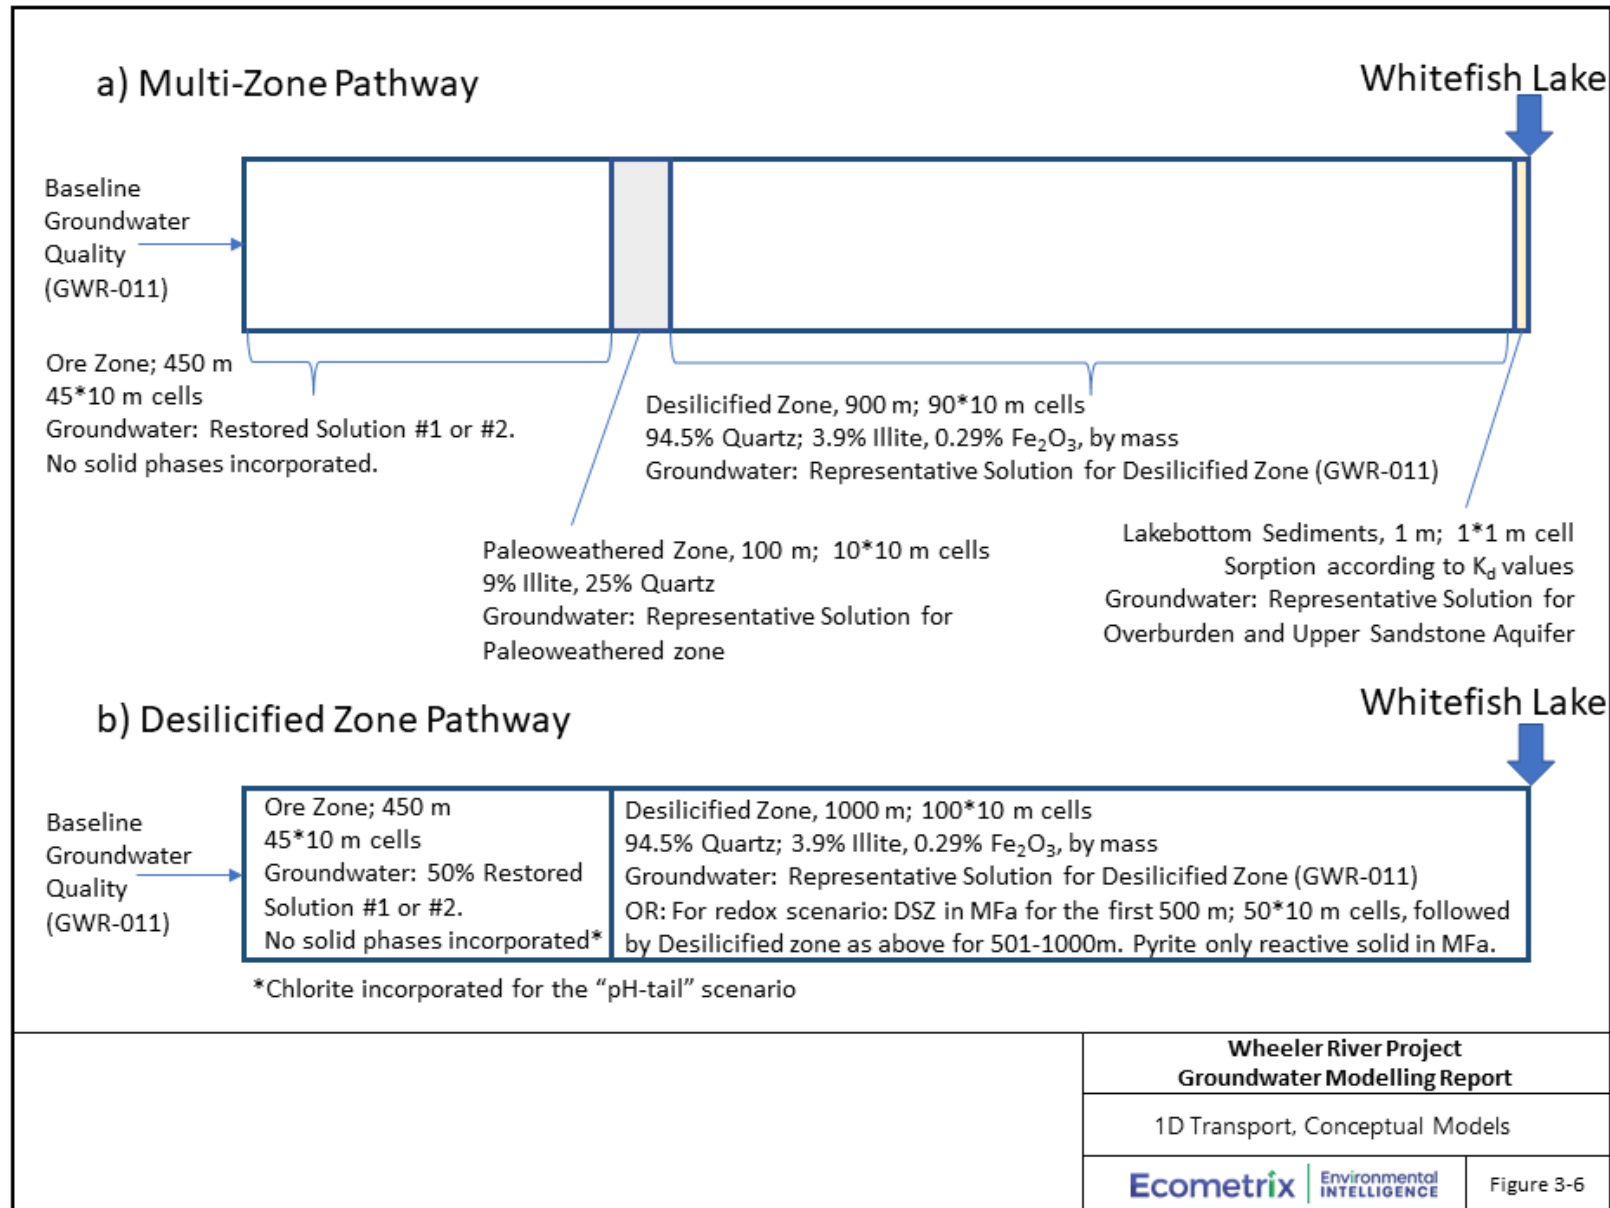 a) Multi-Zone Pathway
Whitefish Lake
Baseline
Groundwater
Quality
(GWR-011)
Ore Zone; 450 m
45*10 m cells
Groundwater: Restored Solution #1 or #2.
No solid phases incorporated.
Desilicified Zone, 900 m; 90*10 m cells
94.5% Quartz; 3.9% Illite, 0.29% Fe₂O₃, by mass
Groundwater: Representative Solution for Desilicified Zone (GWR-011)
Paleoweathered Zone, 100 m; 10*10 m cells
9% Illite, 25% Quartz
Groundwater: Representative Solution for
Paleoweathered zone
Lakebottom Sediments, 1 m; 1*1 m cell
Sorption according to K_d values
Groundwater: Representative Solution for
Overburden and Upper Sandstone Aquifer
b) Desilicified Zone Pathway
Whitefish Lake
Baseline
Groundwater
Quality
(GWR-011)
Ore Zone; 450 m
45*10 m cells
Groundwater: 50% Restored
Solution #1 or #2.
No solid phases incorporated*
Desilicified Zone, 1000 m; 100*10 m cells
94.5% Quartz; 3.9% Illite, 0.29% Fe₂O₃, by mass
Groundwater: Representative Solution for Desilicified Zone (GWR-011)
OR: For redox scenario: DSZ in MFa for the first 500 m; 50*10 m cells, followed
by Desilicified zone as above for 501-1000m. Pyrite only reactive solid in MFa.
*Chlorite incorporated for the “pH-tail” scenario
Wheeler River Project
Groundwater Modelling Report
1D Transport, Conceptual Models
Ecometrix
Environmental
INTELLIGENCE
Figure 3-6